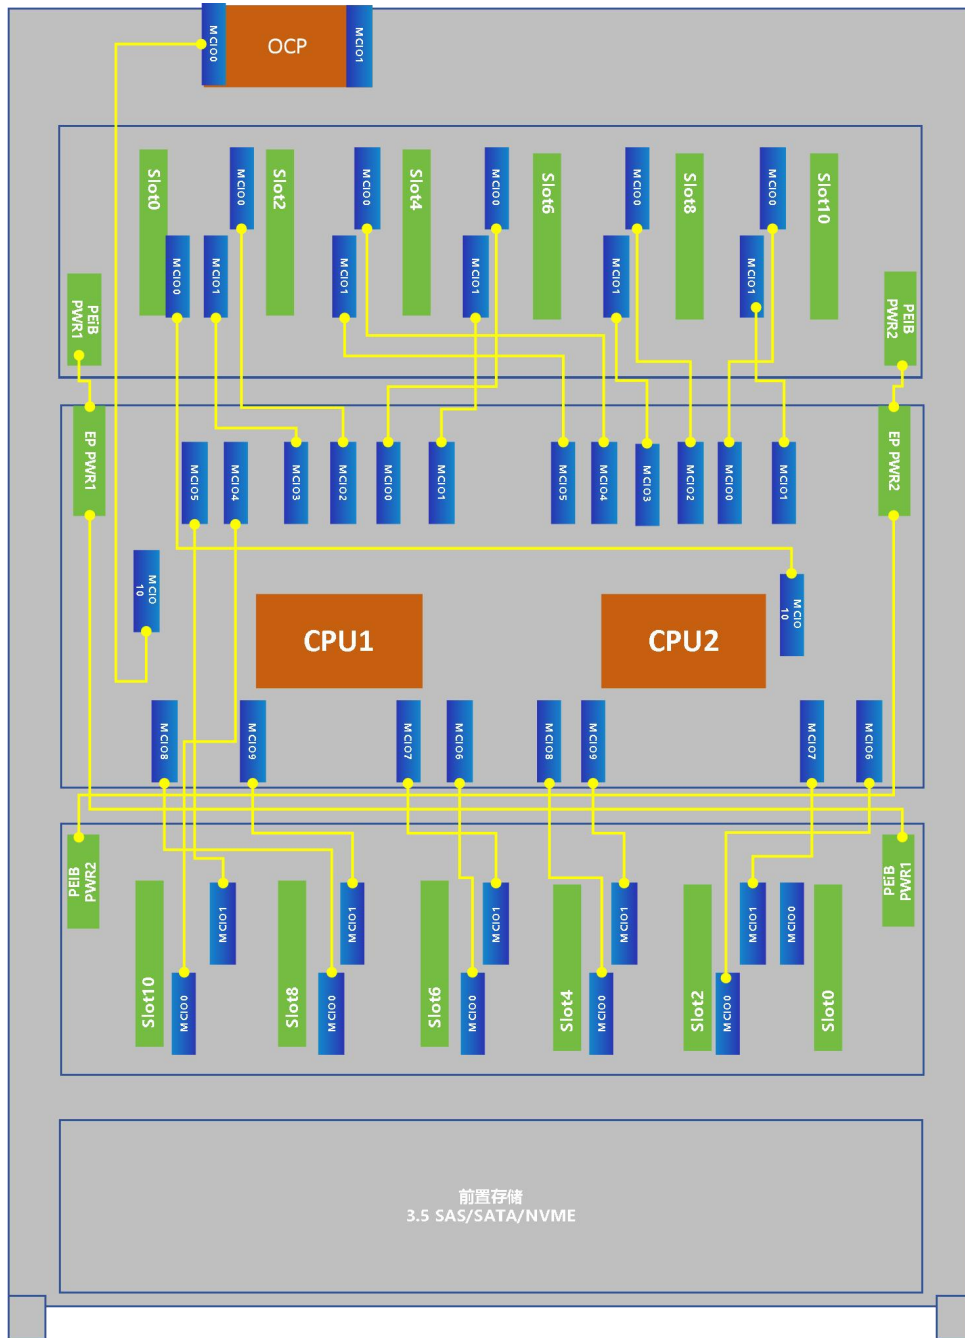 MCIO0
OCP
MCIO1
Slot0
MCIO0
Slot2
MCIO0
Slot4
MCIO0
Slot6
MCIO0
Slot8
MCIO0
Slot10
MCIO0
MCIO1
MCIO1
MCIO1
MCIO1
MCIO1
PEiB
PWR1
PEiB
PWR2
EP PWR1
MCIO5
MCIO4
MCIO3
MCIO2
MCIO0
MCIO1
MCIO5
MCIO4
MCIO3
MCIO2
MCIO0
MCIO1
EP PWR2
MCIO
10
CPU1
CPU2
MCIO
10
MCIO8
MCIO9
MCIO7
MCIO6
MCIO8
MCIO9
MCIO7
MCIO6
PEiB
PWR2
MCIO1
MCIO1
MCIO1
MCIO1
MCIO1
MCIO0
PEiB
PWR1
Slot10
MCIO0
Slot8
MCIO0
Slot6
MCIO0
Slot4
MCIO0
Slot2
MCIO0
Slot0
前置存储
3.5 SAS/SATA/NVME